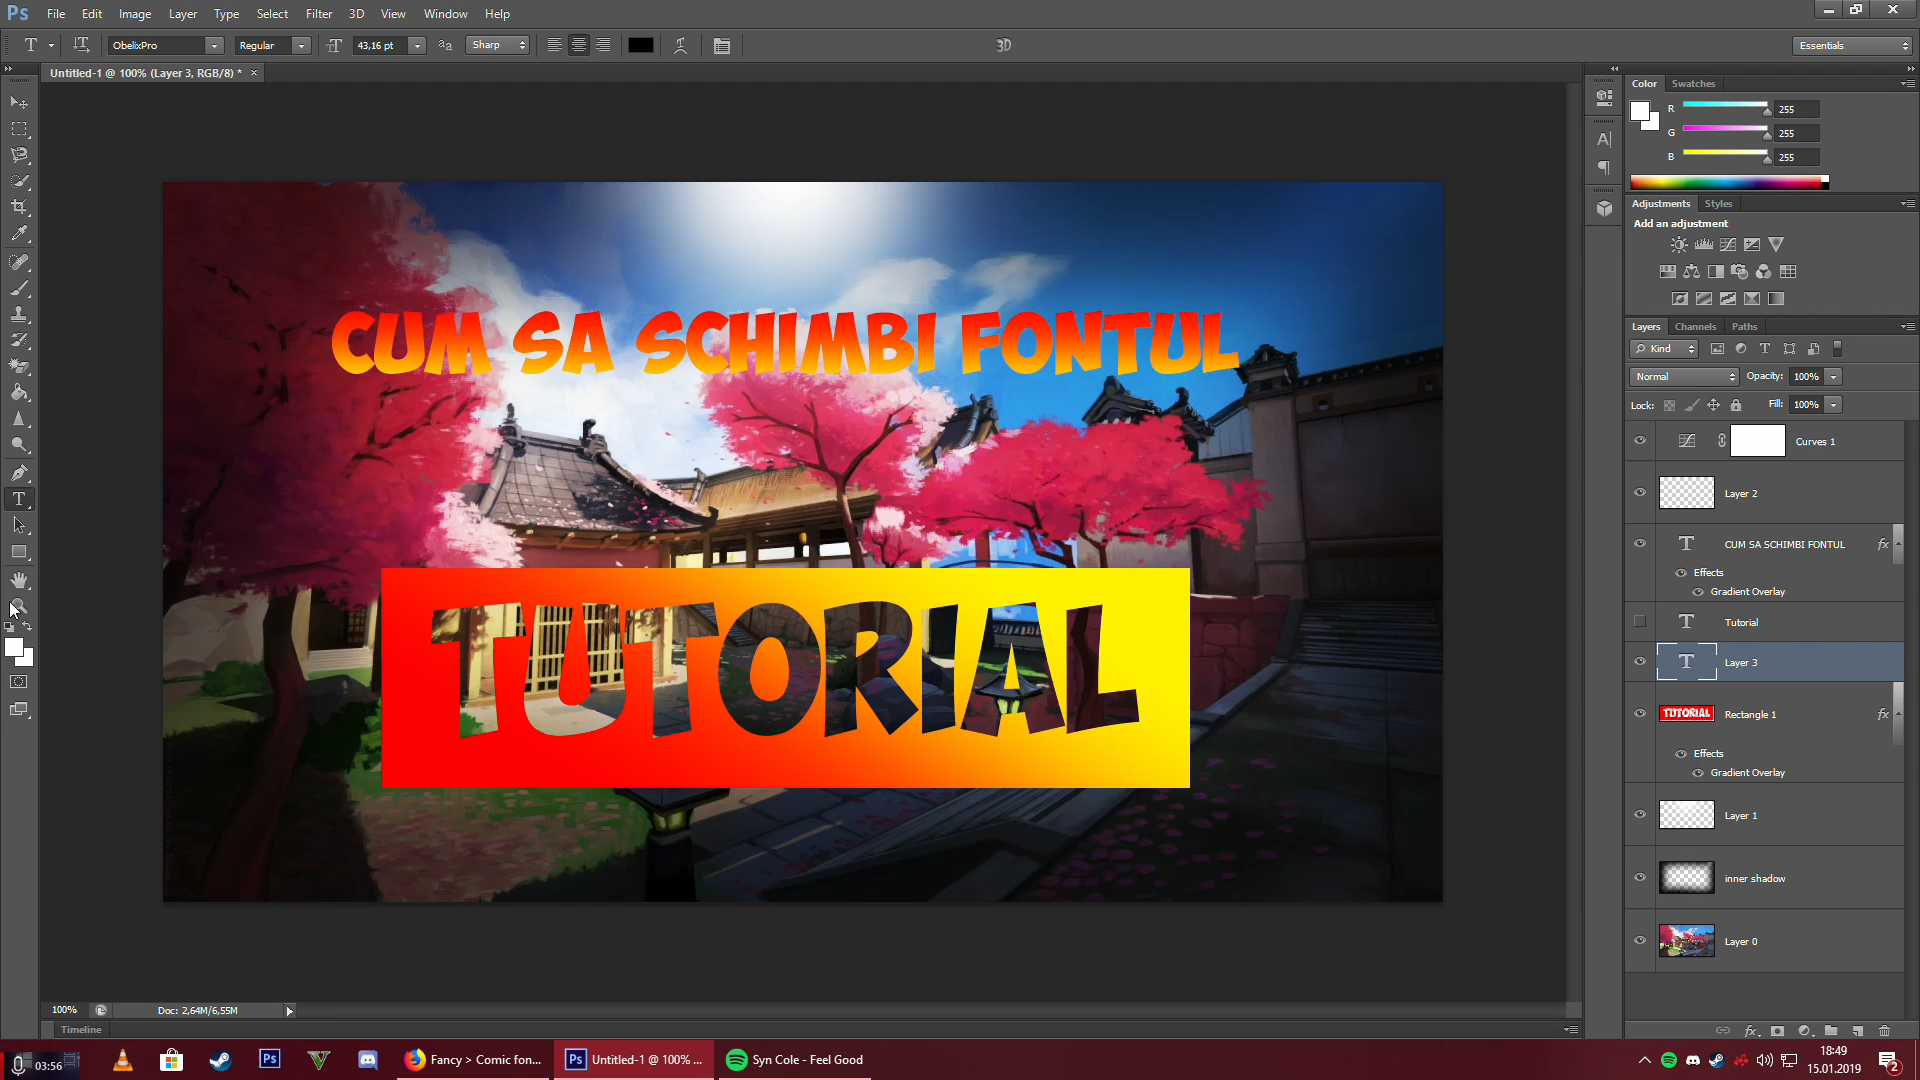 Ps File Edit Image Layer Type Select Filter 3D View Window Help
T ObelixPro Regular 43,16 pt Sharp 3D Essentials
Untitled-1 @ 100% (Layer 3, RGB/8) *
Color Swatches
R 255
G 255
B 255
Adjustments Styles
Add an adjustment
Layers Channels Paths
Kind
Normal Opacity: 100%
Lock: Fill: 100%
Curves 1
Layer 2
CUM SA SCHIMBI FONTUL fx
Effects
Gradient Overlay
Tutorial
Layer 3
TUTORIAL Rectangle 1 fx
Effects
Gradient Overlay
Layer 1
inner shadow
Layer 0
CUM SA SCHIMBI FONTUL
TUTORIAL
100% Doc: 2,64M/6,55M
Timeline
03:56
Ps
Fancy > Comic fon...
Ps Untitled-1 @ 100% ...
Syn Cole - Feel Good
18:49
15.01.2019
2